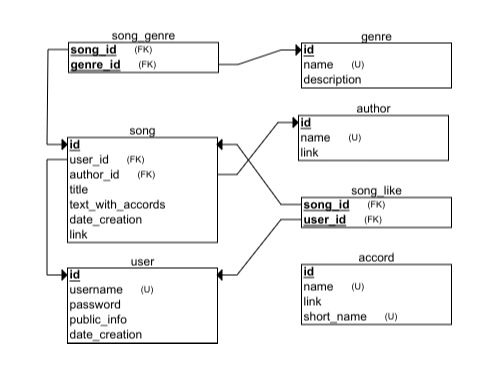 song_genre
song_id (FK)
genre_id (FK)
genre
id
name (U)
description
author
id
name (U)
link
song
id
user_id (FK)
author_id (FK)
title
text_with_accords
date_creation
link
song_like
song_id (FK)
user_id (FK)
user
id
username (U)
password
public_info
date_creation
accord
id
name (U)
link
short_name (U)